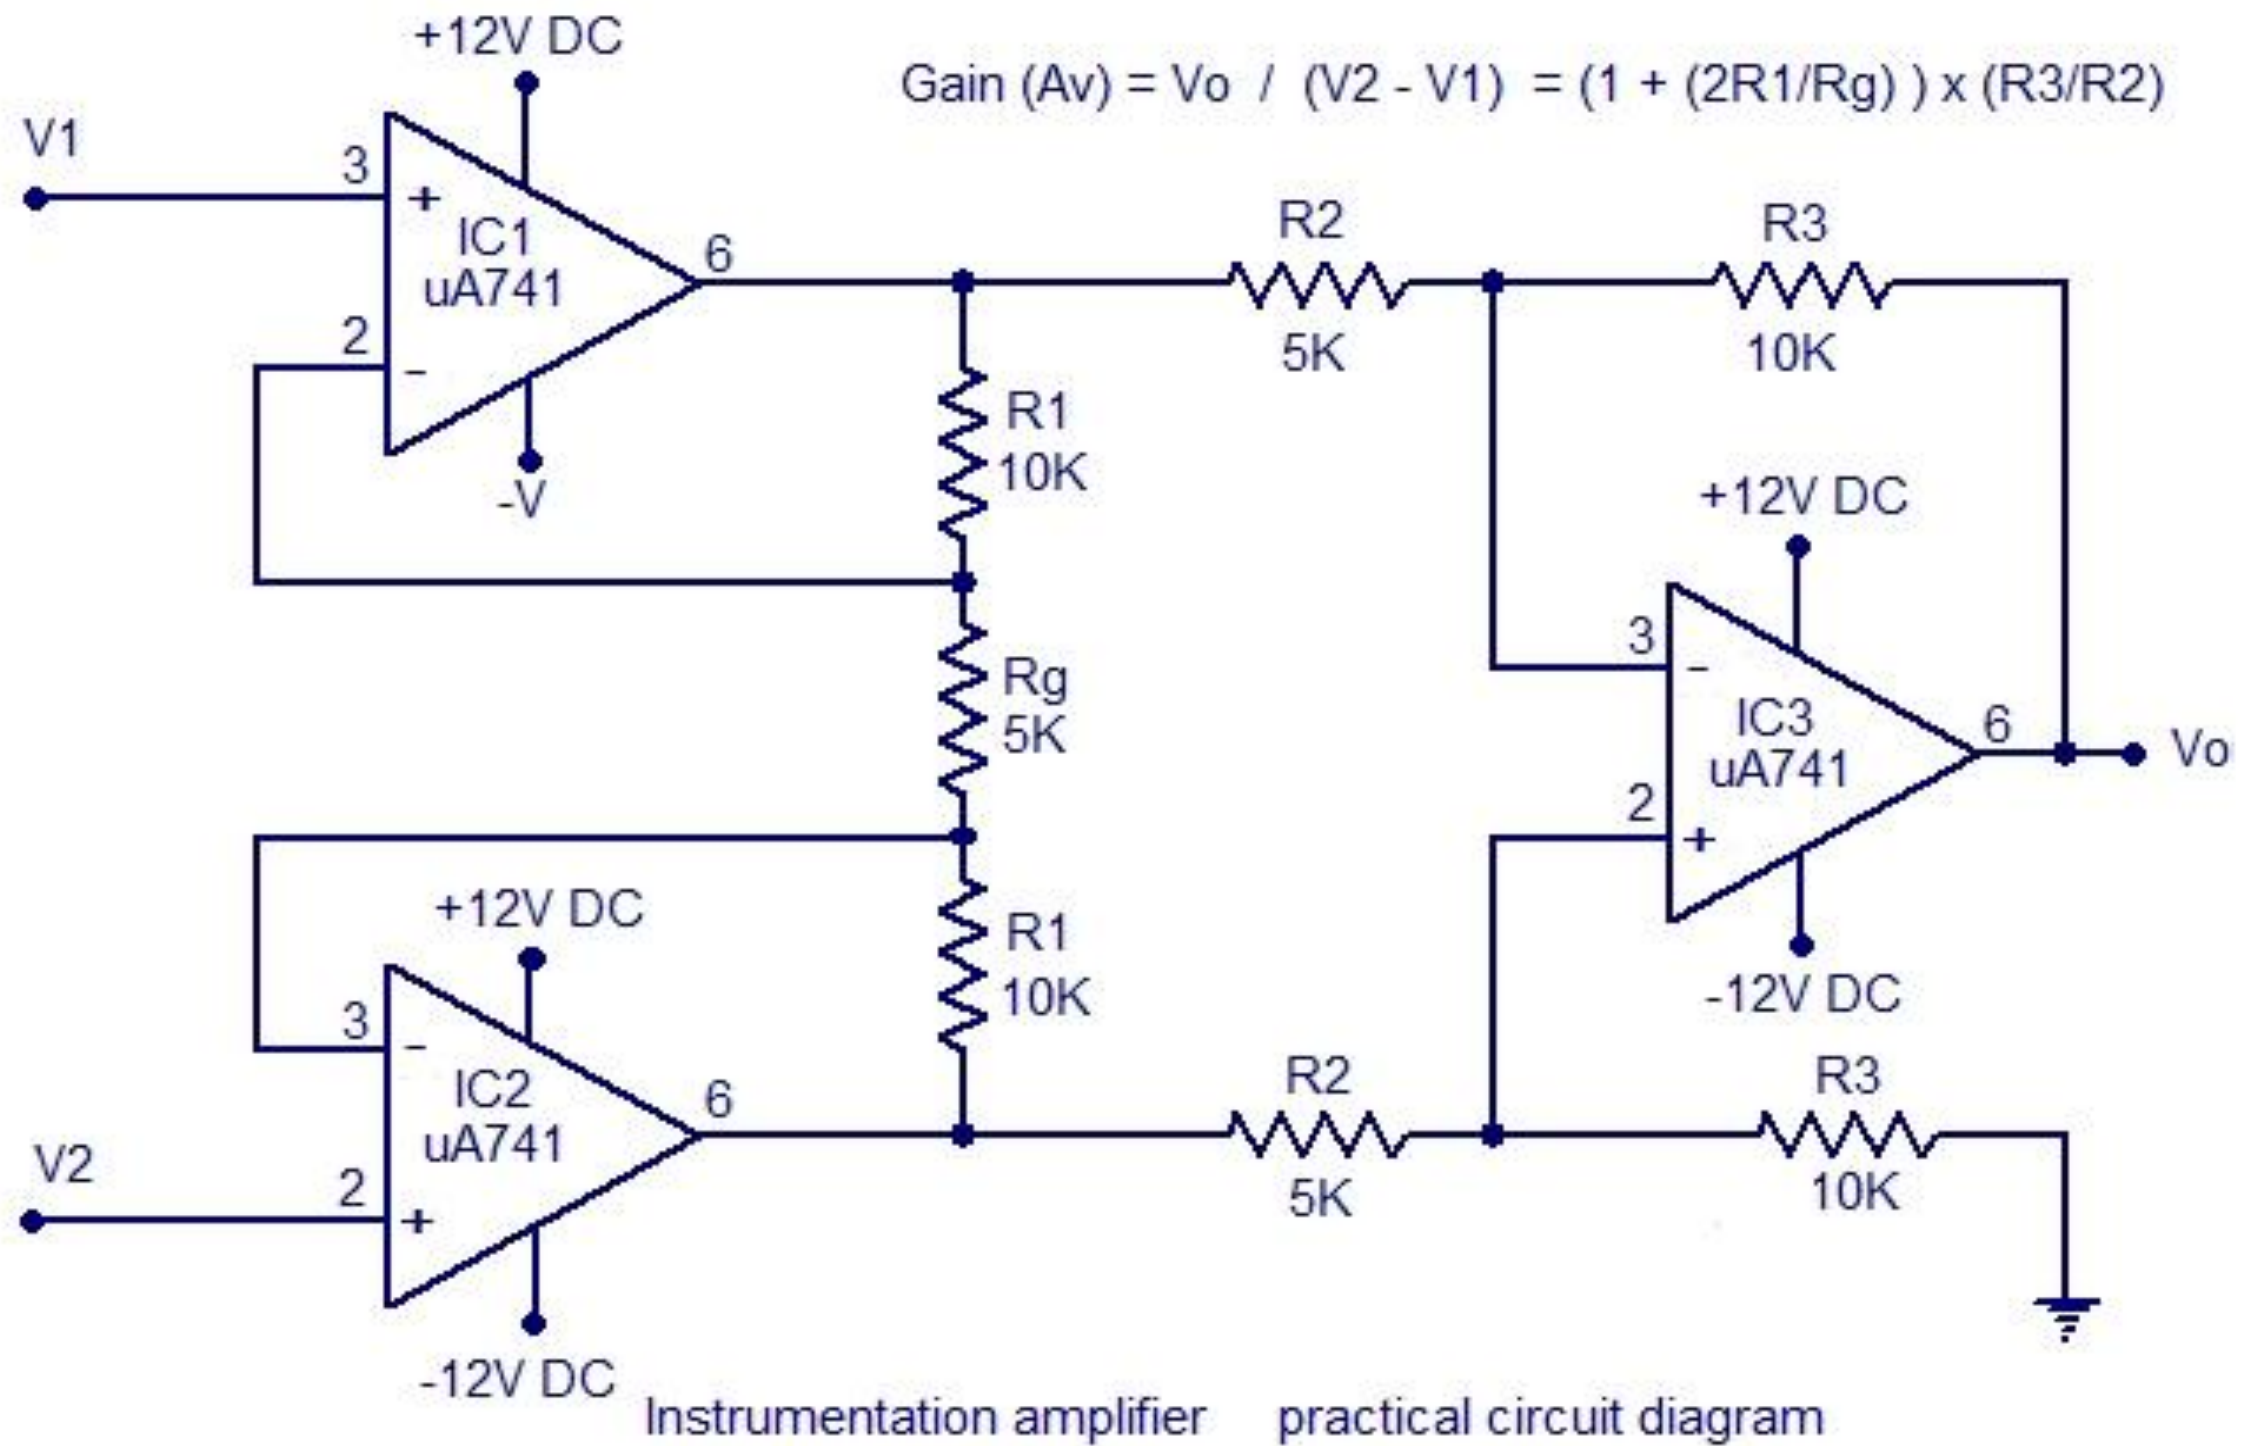 +12V DC
Gain (Av) = Vo / (V2 - V1) = (1 + (2R1/Rg) ) x (R3/R2)
V1
3
+
IC1
uA741
6
2
-
-V
R2
5K
R3
10K
R1
10K
Rg
5K
+12V DC
3
-
IC3
uA741
6
Vo
2
+
-12V DC
+12V DC
3
-
IC2
uA741
6
V2
2
+
-12V DC
R1
10K
R2
5K
R3
10K
Instrumentation amplifier practical circuit diagram